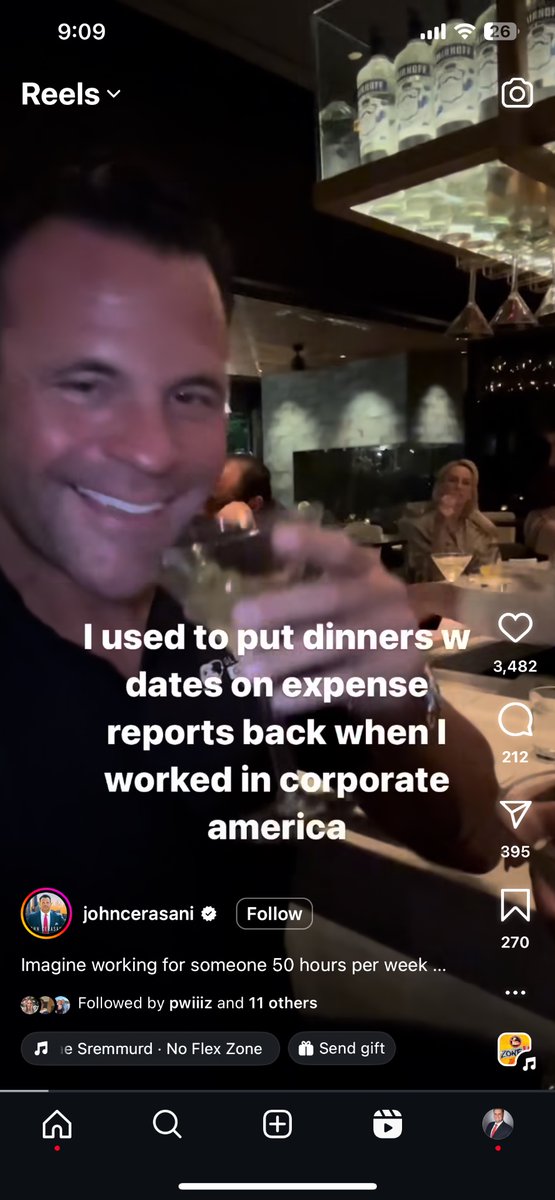 9:09
26
Reels
SMIRNOFF
I used to put dinners w
dates on expense
reports back when I
worked in corporate
america
3,482
212
395
270
johncerasani
Follow
Imagine working for someone 50 hours per week ...
Followed by pwiiiz and 11 others
e Sremmurd · No Flex Zone
Send gift
ZONE